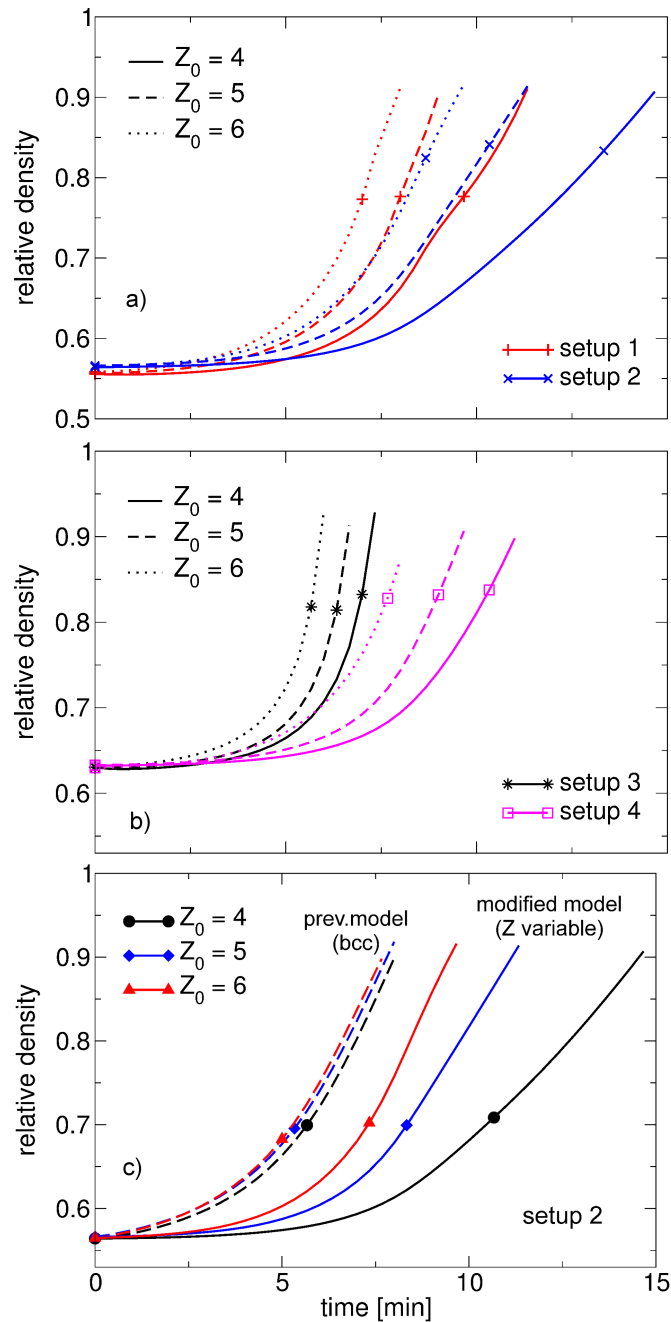 1
0.9
0.8
0.7
0.6
0.5
relative density
Z0 = 4
Z0 = 5
Z0 = 6
a)
setup 1
setup 2
1
0.9
0.8
0.7
0.6
relative density
Z0 = 4
Z0 = 5
Z0 = 6
b)
setup 3
setup 4
1
0.9
0.8
0.7
0.6
relative density
Z0 = 4
Z0 = 5
Z0 = 6
prev.model
(bcc)
modified model
(Z variable)
c)
setup 2
0
5
10
15
time [min]